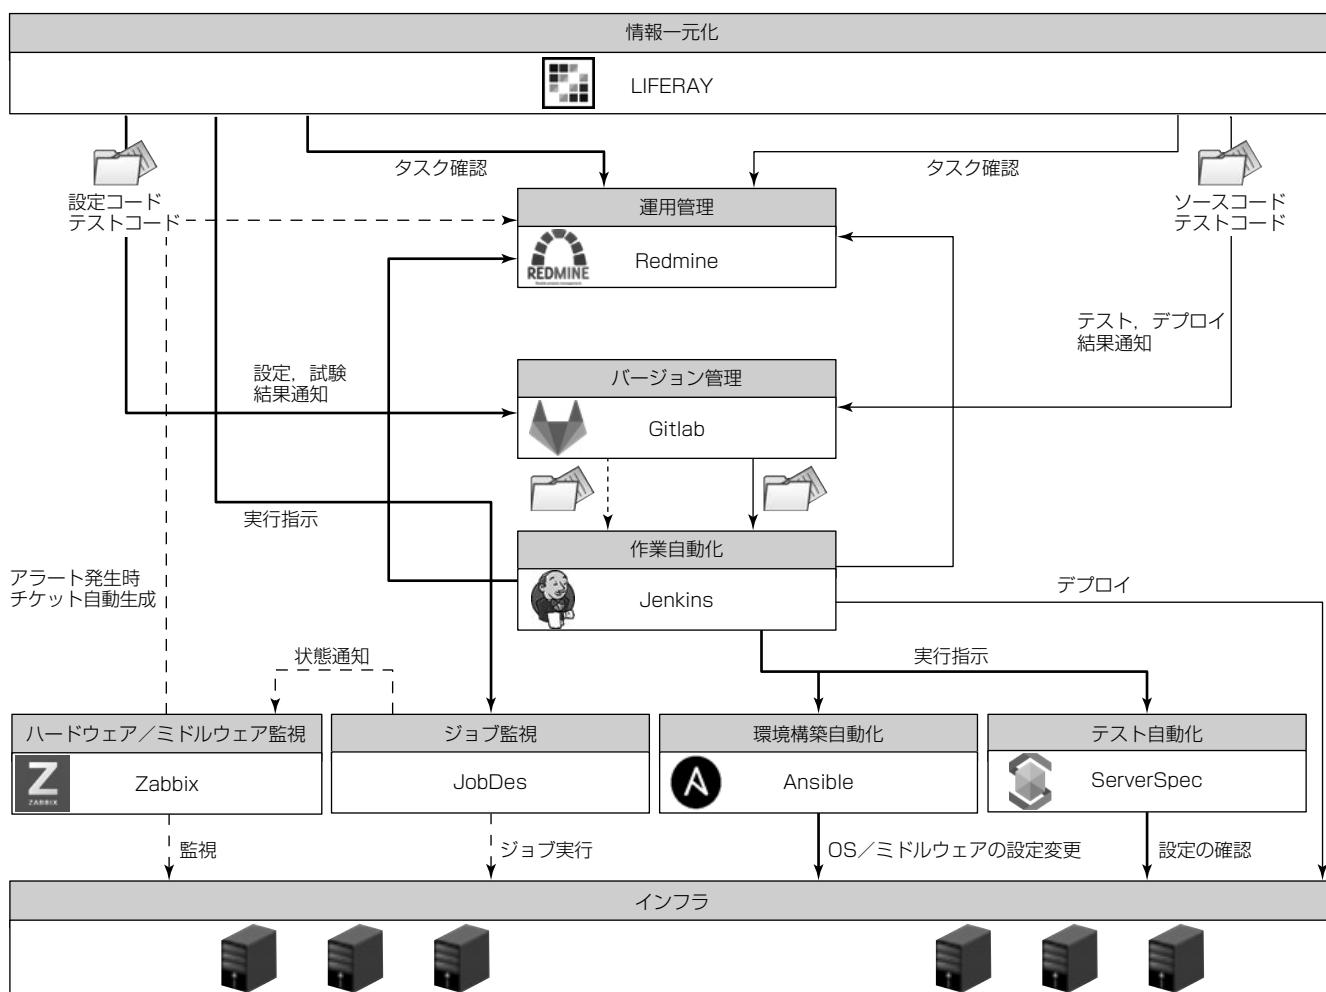 情報一元化
LIFERAY
タスク確認
タスク確認
設定コード
テストコード
ソースコード
テストコード
運用管理
REDMINE
Redmine
テスト，デプロイ
結果通知
設定，試験
結果通知
バージョン管理
Gitlab
実行指示
作業自動化
Jenkins
アラート発生時
チケット自動生成
デプロイ
状態通知
実行指示
ハードウェア／ミドルウェア監視
ジョブ監視
環境構築自動化
テスト自動化
Z
ZABBIX
Zabbix
JobDes
A
Ansible
ServerSpec
監視
ジョブ実行
OS／ミドルウェアの設定変更
設定の確認
インフラ